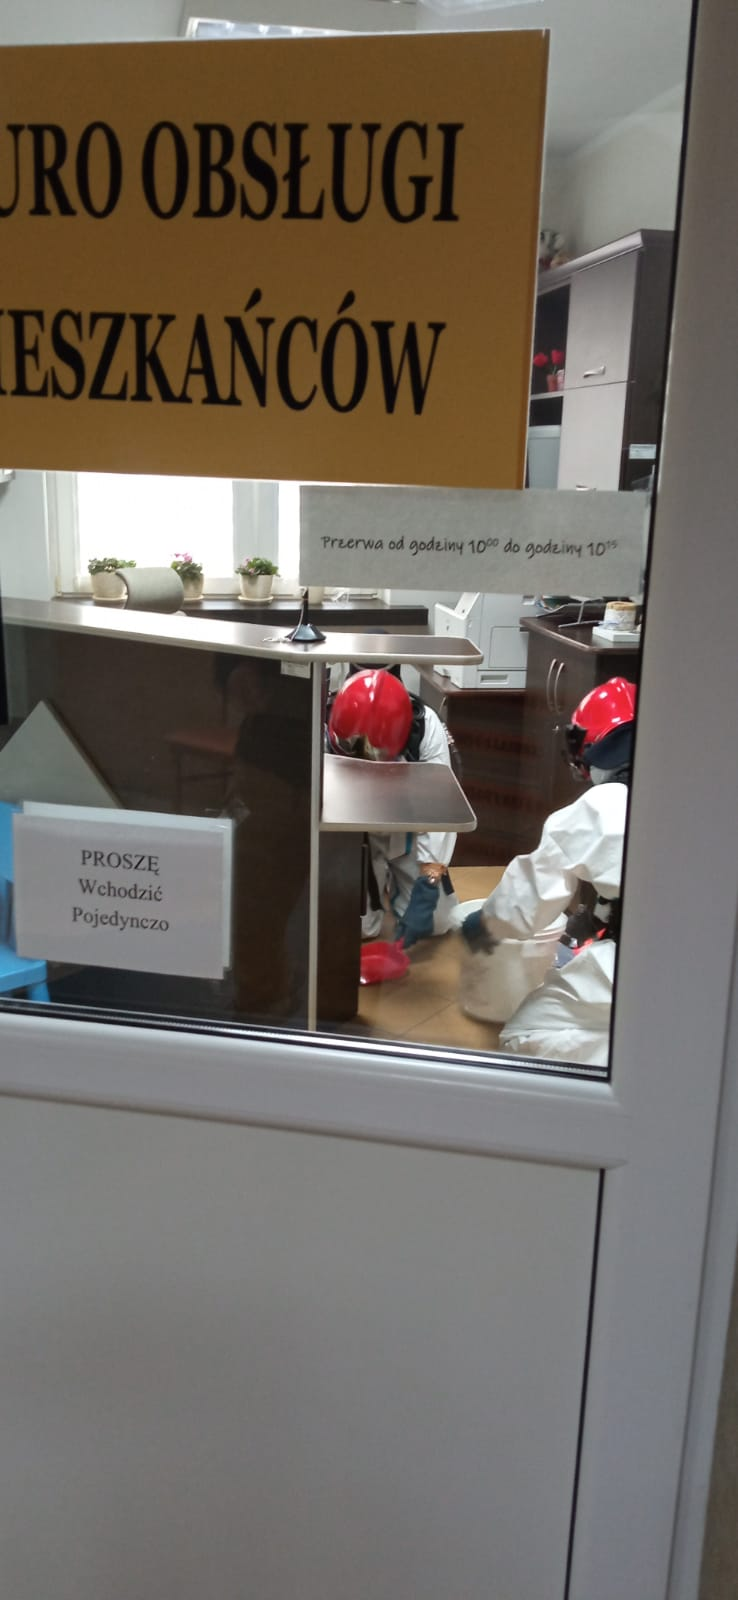 URO OBSŁUGI
IESZKAŃCÓW
Przerwa od godziny 10⁰⁰ do godziny 10¹⁵
PROSZĘ
Wchodzić
Pojedynczo